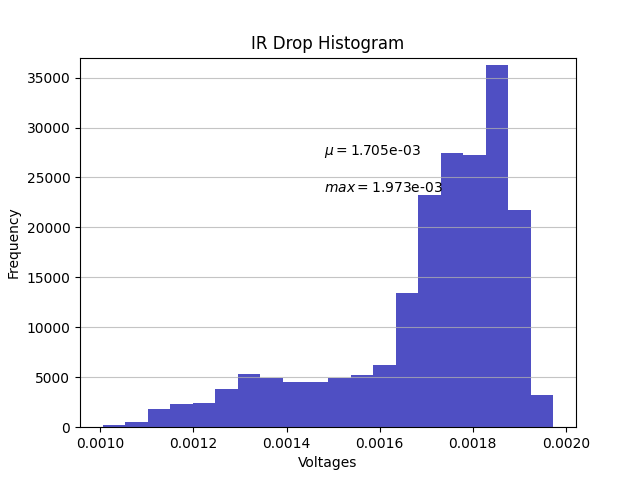 IR Drop Histogram
35000
30000
25000
20000
15000
10000
5000
0
Frequency
μ = 1.705e-03
max = 1.973e-03
0.0010 0.0012 0.0014 0.0016 0.0018 0.0020
Voltages